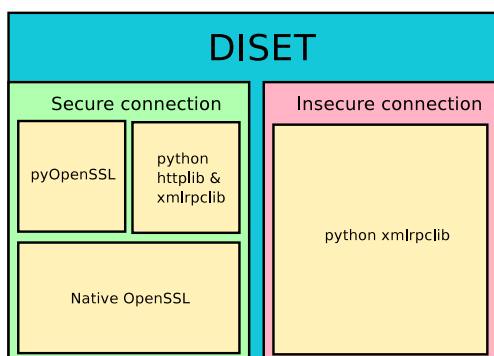 DISET
Secure connection
pyOpenSSL
python
httplib &
xmlrpclib
Native OpenSSL
Insecure connection
python xmlrpclib